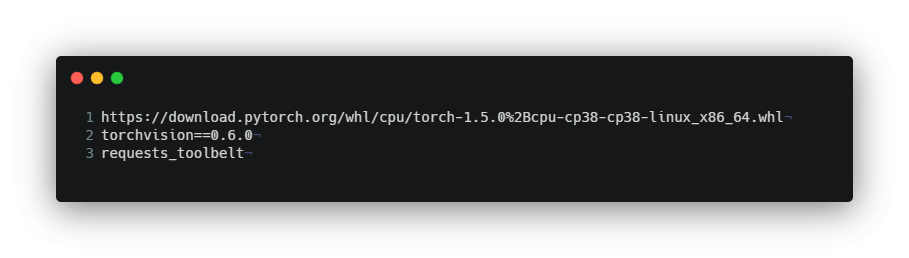 1 https://download.pytorch.org/whl/cpu/torch-1.5.0%2Bcpu-cp38-cp38-linux_x86_64.whl¬
2 torchvision==0.6.0¬
3 requests_toolbelt¬